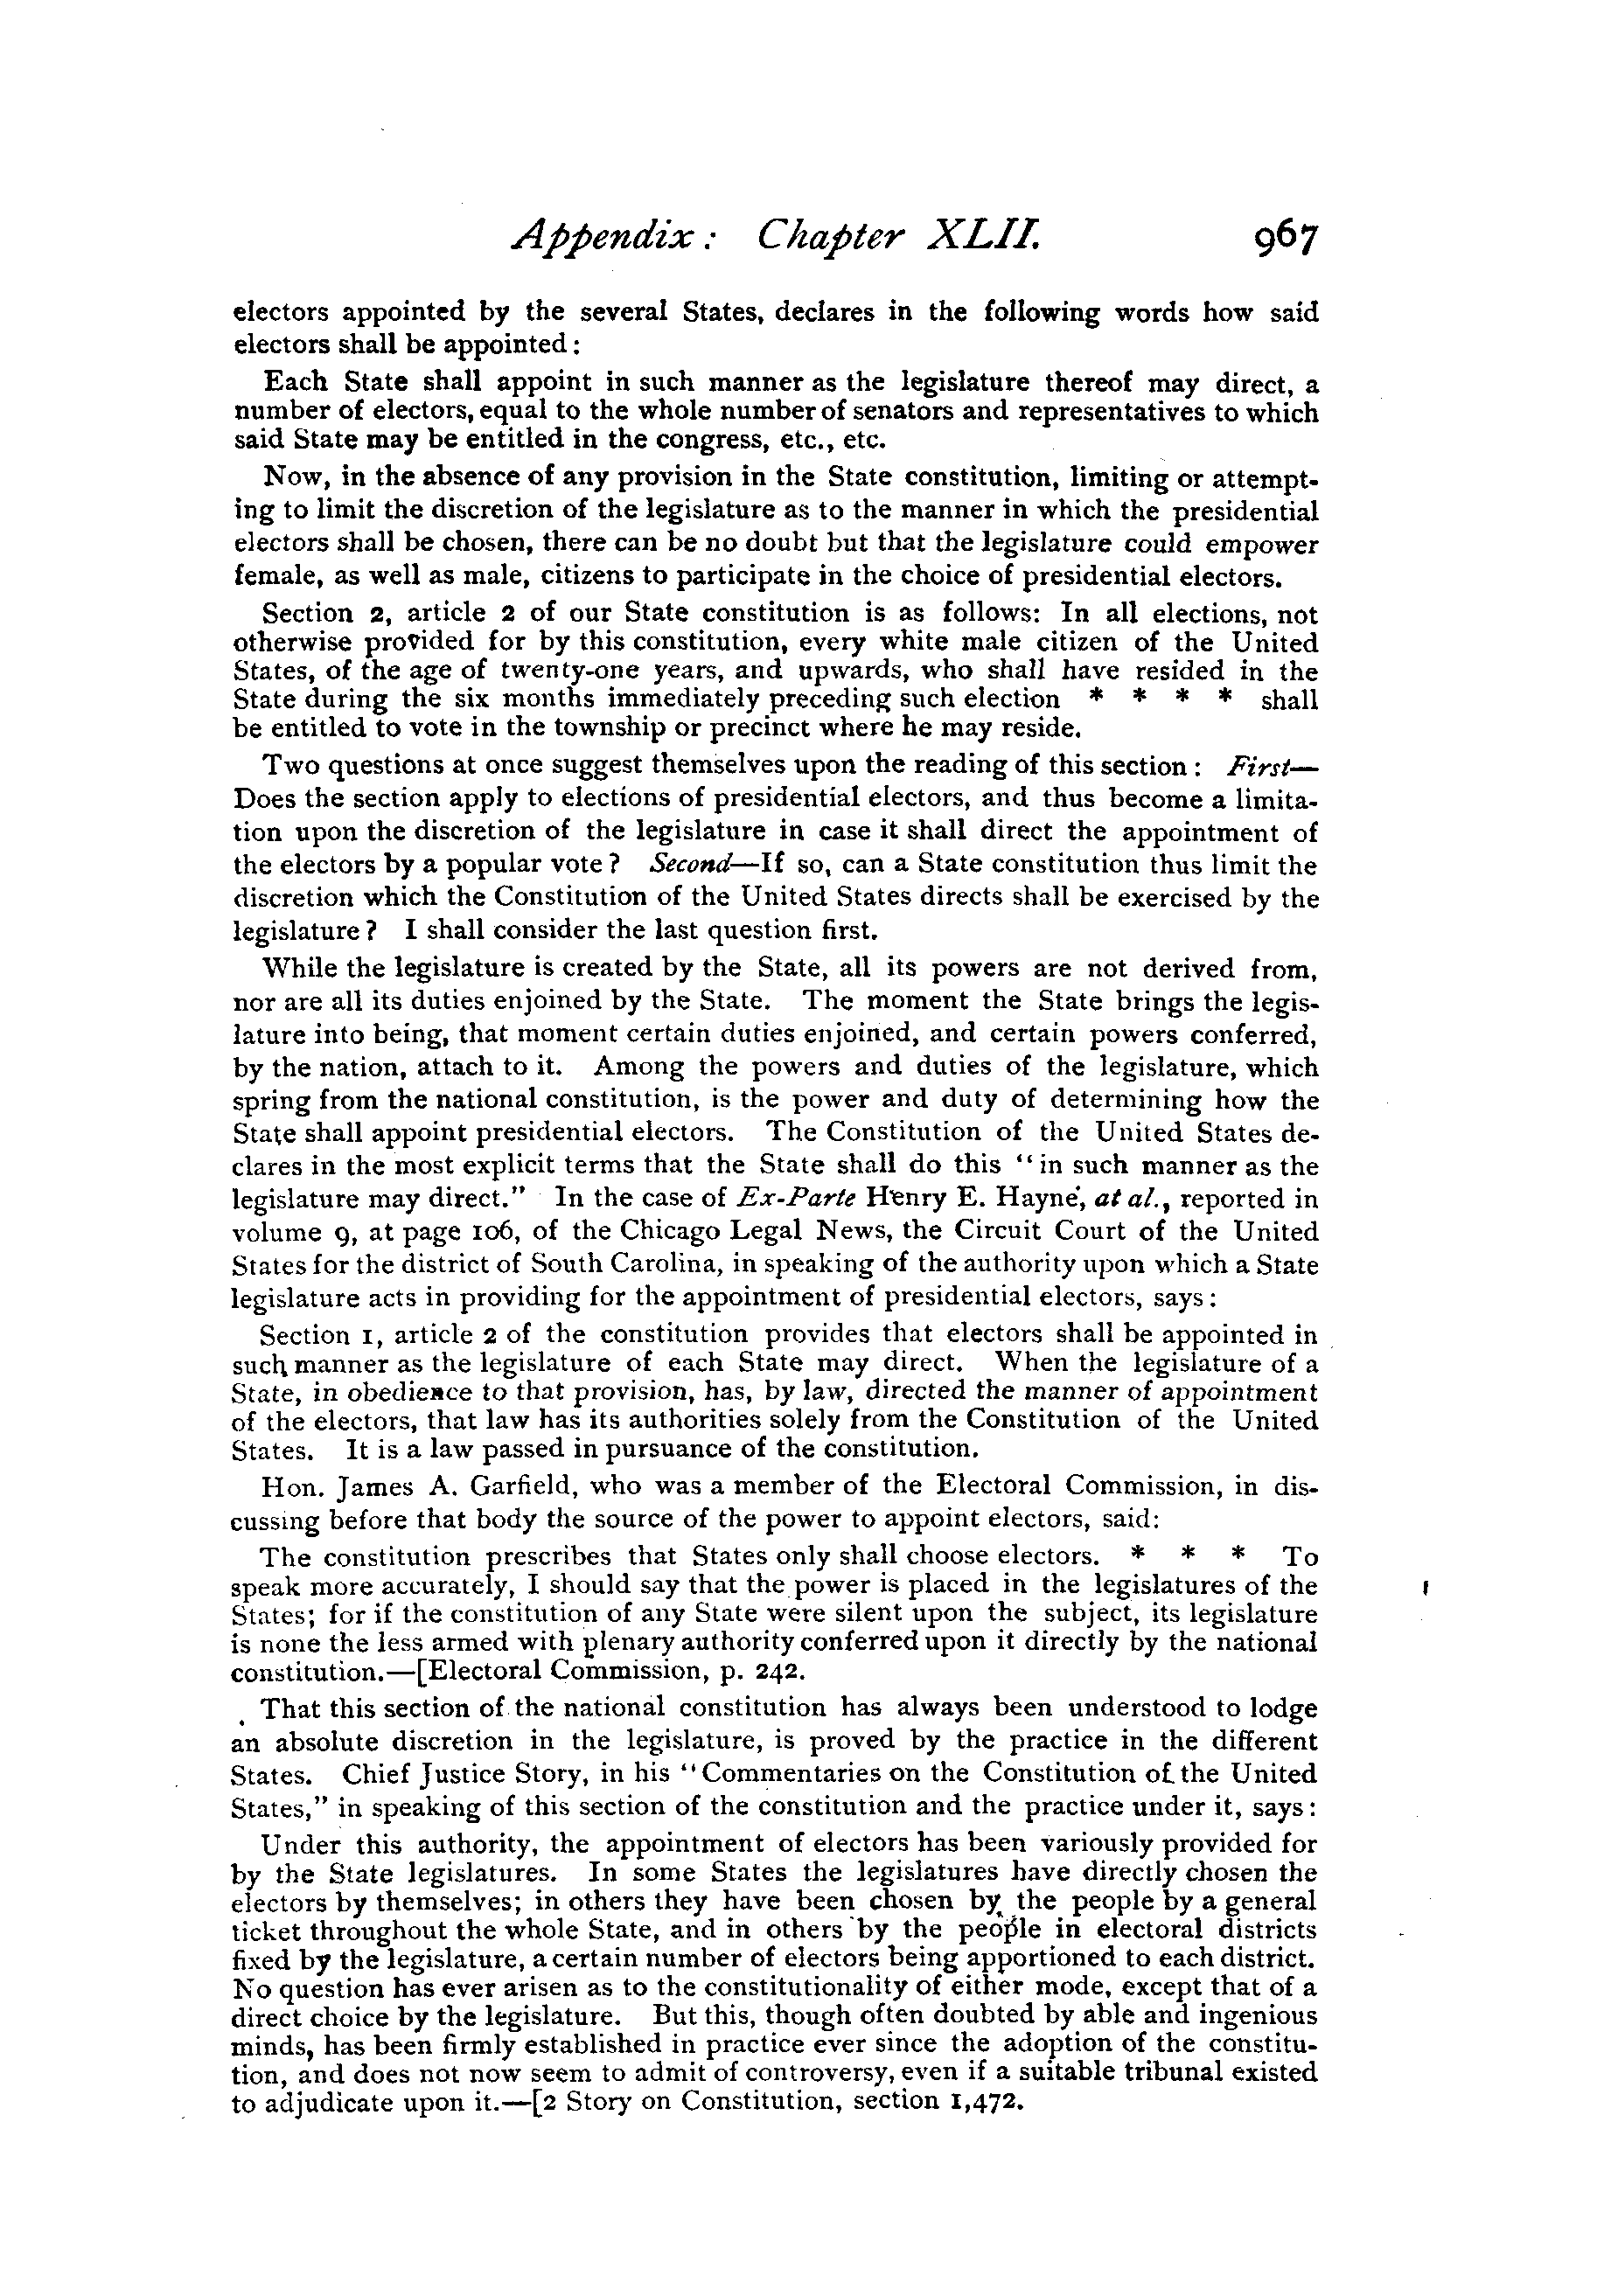 Appendix: Chapter XLII. 967
electors appointed by the several States, declares in the following words how said
electors shall be appointed:
Each State shall appoint in such manner as the legislature thereof may direct, a
number of electors, equal to the whole number of senators and representatives to which
said State may be entitled in the congress, etc., etc.
Now, in the absence of any provision in the State constitution, limiting or attempt-
ing to limit the discretion of the legislature as to the manner in which the presidential
electors shall be chosen, there can be no doubt but that the legislature could empower
female, as well as male, citizens to participate in the choice of presidential electors.
Section 2, article 2 of our State constitution is as follows: In all elections, not
otherwise provided for by this constitution, every white male citizen of the United
States, of the age of twenty-one years, and upwards, who shall have resided in the
State during the six months immediately preceding such election * * * * shall
be entitled to vote in the township or precinct where he may reside.
Two questions at once suggest themselves upon the reading of this section: First—
Does the section apply to elections of presidential electors, and thus become a limita-
tion upon the discretion of the legislature in case it shall direct the appointment of
the electors by a popular vote? Second—If so, can a State constitution thus limit the
discretion which the Constitution of the United States directs shall be exercised by the
legislature? I shall consider the last question first.
While the legislature is created by the State, all its powers are not derived from,
nor are all its duties enjoined by the State. The moment the State brings the legis-
lature into being, that moment certain duties enjoined, and certain powers conferred,
by the nation, attach to it. Among the powers and duties of the legislature, which
spring from the national constitution, is the power and duty of determining how the
State shall appoint presidential electors. The Constitution of the United States de-
clares in the most explicit terms that the State shall do this "in such manner as the
legislature may direct." In the case of Ex-Parte Henry E. Hayne, at al., reported in
volume 9, at page 106, of the Chicago Legal News, the Circuit Court of the United
States for the district of South Carolina, in speaking of the authority upon which a State
legislature acts in providing for the appointment of presidential electors, says:
Section 1, article 2 of the constitution provides that electors shall be appointed in
such manner as the legislature of each State may direct. When the legislature of a
State, in obedience to that provision, has, by law, directed the manner of appointment
of the electors, that law has its authorities solely from the Constitution of the United
States. It is a law passed in pursuance of the constitution.
Hon. James A. Garfield, who was a member of the Electoral Commission, in dis-
cussing before that body the source of the power to appoint electors, said:
The constitution prescribes that States only shall choose electors. * * * To
speak more accurately, I should say that the power is placed in the legislatures of the
States; for if the constitution of any State were silent upon the subject, its legislature
is none the less armed with plenary authority conferred upon it directly by the national
constitution.—[Electoral Commission, p. 242.
That this section of the national constitution has always been understood to lodge
an absolute discretion in the legislature, is proved by the practice in the different
States. Chief Justice Story, in his "Commentaries on the Constitution of the United
States," in speaking of this section of the constitution and the practice under it, says:
Under this authority, the appointment of electors has been variously provided for
by the State legislatures. In some States the legislatures have directly chosen the
electors by themselves; in others they have been chosen by the people by a general
ticket throughout the whole State, and in others by the people in electoral districts
fixed by the legislature, a certain number of electors being apportioned to each district.
No question has ever arisen as to the constitutionality of either mode, except that of a
direct choice by the legislature. But this, though often doubted by able and ingenious
minds, has been firmly established in practice ever since the adoption of the constitu-
tion, and does not now seem to admit of controversy, even if a suitable tribunal existed
to adjudicate upon it.—[2 Story on Constitution, section 1,472.